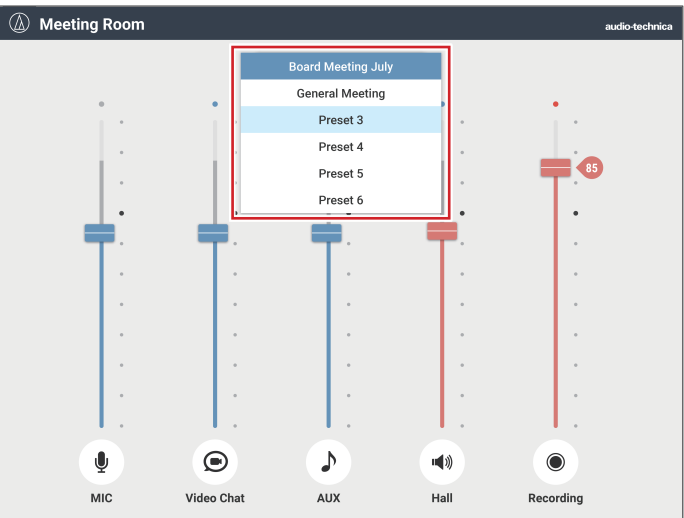 Meeting Room
audio-technica
Board Meeting July
General Meeting
Preset 3
Preset 4
Preset 5
Preset 6
85
MIC
Video Chat
AUX
Hall
Recording